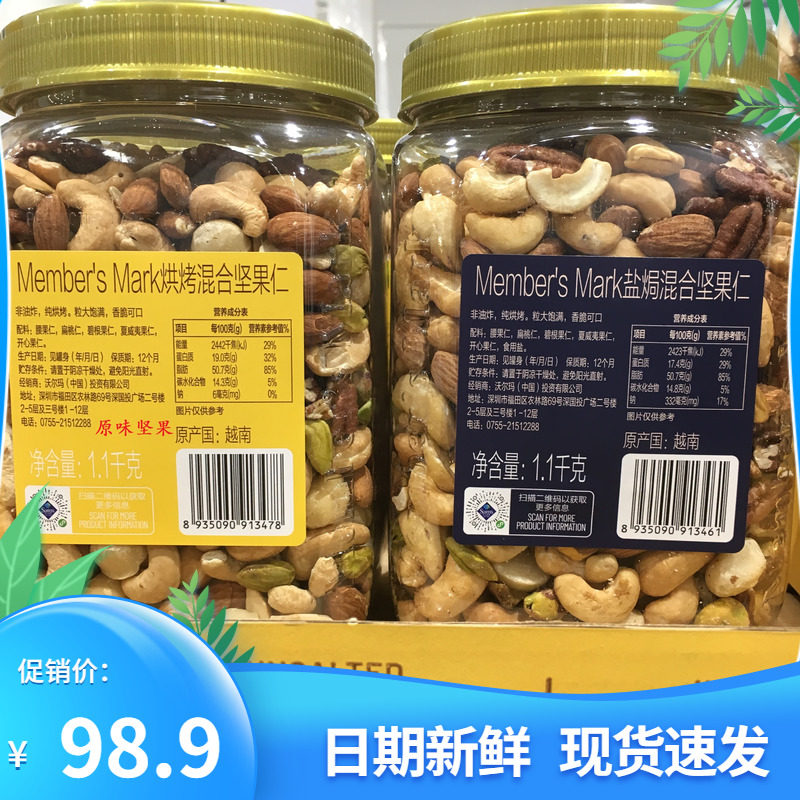 Member's Mark烘烤混合坚果仁
非油炸，纯烘烤。粒大饱满，香脆可口
配料：腰果仁，扁桃仁，碧根果仁，夏威夷果仁，
开心果仁。
生产日期：见罐身（年/月/日） 保质期：12个月
贮存条件：请置于阴凉干燥处，避免阳光直射。
经销商：沃尔玛（中国）投资有限公司
地址：深圳市福田区农林路69号深国投广场二号楼
2-5层及三号楼1-12层
电话：0755-21512288
原味坚果
净含量：1.1千克
营养成分表
项目 每100克(g) 营养素参考值%
能量 2442千焦(kJ) 29%
蛋白质 19.0克(g) 32%
脂肪 50.7克(g) 85%
碳水化合物 14.3克(g) 5%
钠 6毫克(mg) 0%
图片仅供参考
原产国：越南
扫描二维码以获取
更多信息
SCAN FOR MORE
PRODUCT INFORMATION
8 935090 913478
Member's Mark盐焗混合坚果仁
非油炸，纯烘烤。粒大饱满，香脆可口
配料：腰果仁，扁桃仁，碧根果仁，夏威夷果仁，
开心果仁，食用盐。
生产日期：见罐身（年/月/日） 保质期：12个月
贮存条件：请置于阴凉干燥处，避免阳光直射。
经销商：沃尔玛（中国）投资有限公司
地址：深圳市福田区农林路69号深国投广场二号楼
2-5层及三号楼1-12层
电话：0755-21512288
净含量：1.1千克
营养成分表
项目 每100克(g) 营养素参考值%
能量 2423千焦(kJ) 29%
蛋白质 17.4克(g) 29%
脂肪 50.7克(g) 85%
碳水化合物 14.8克(g) 5%
钠 332毫克(mg) 17%
图片仅供参考
原产国：越南
扫描二维码以获取
更多信息
SCAN FOR MORE
PRODUCT INFORMATION
8 935090 913461
促销价：
¥ 98.9
日期新鲜 现货速发